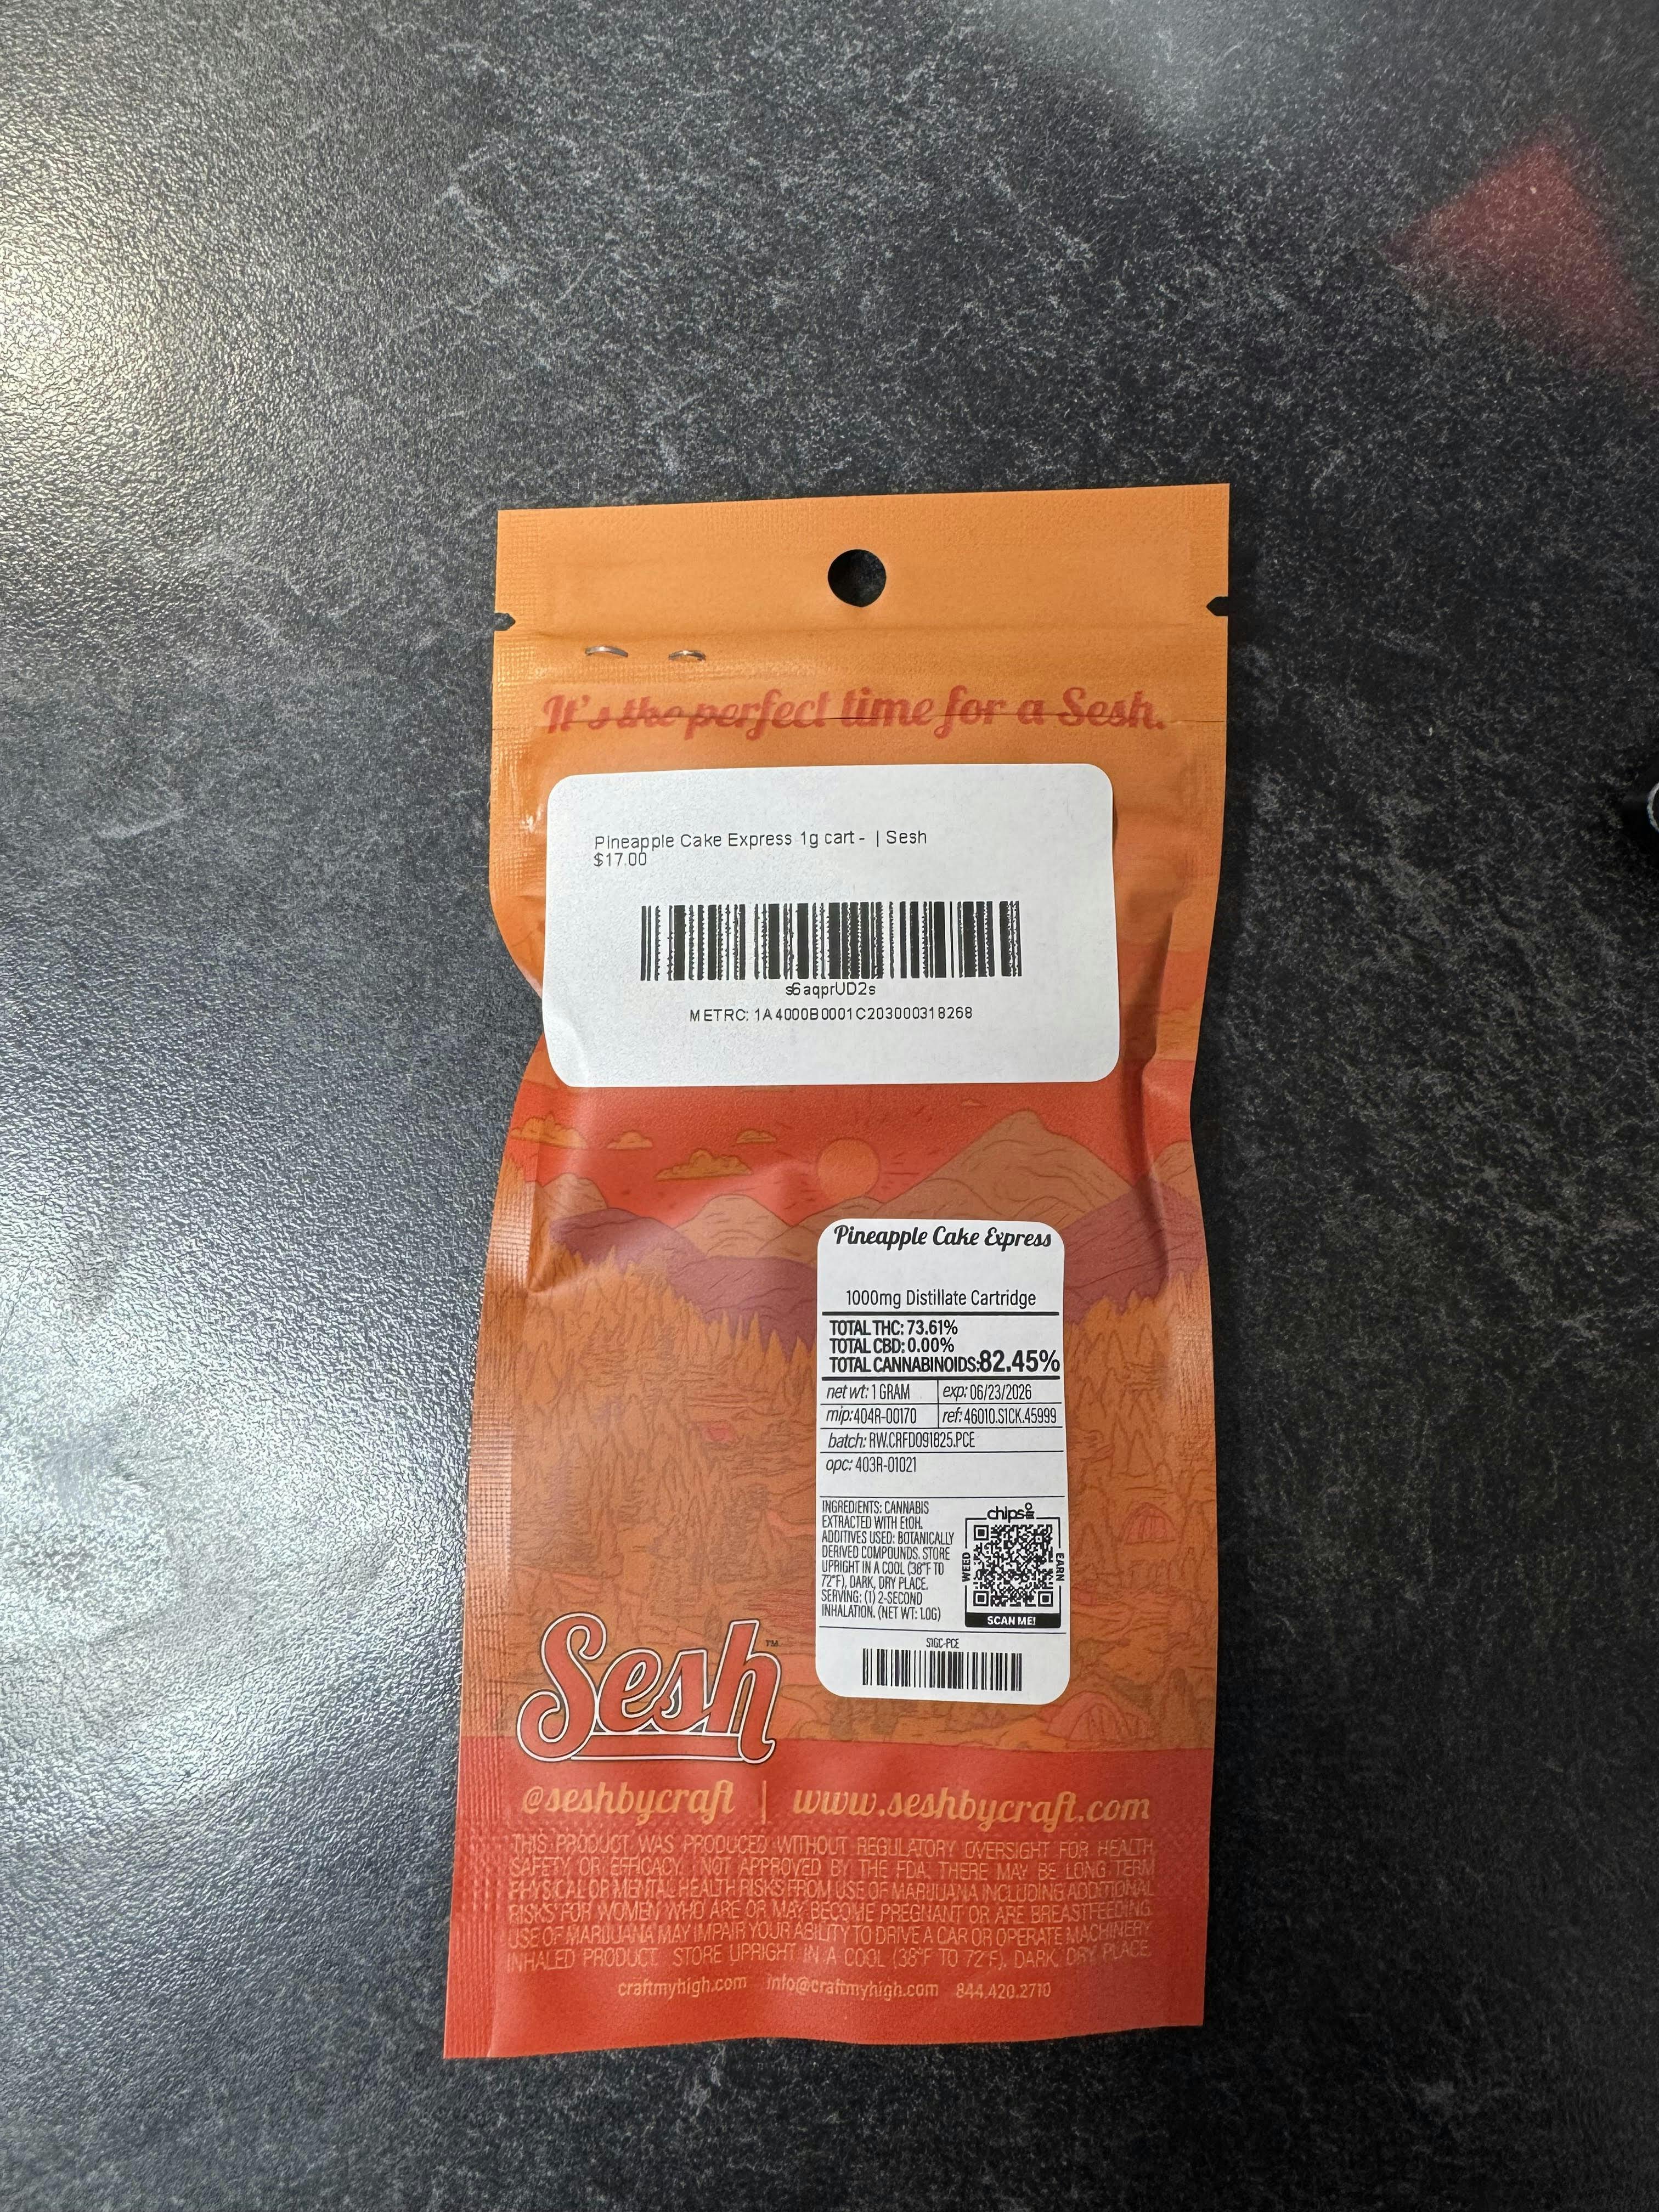 It's the perfect time for a Sesh.
Pineapple Cake Express 1g cart - | Sesh
$17.00
s6aqprUD2s
METRC: 1A4000B0001C203000318268
Pineapple Cake Express
1000mg Distillate Cartridge
TOTAL THC: 73.61%
TOTAL CBD: 0.00%
TOTAL CANNABINOIDS: 82.45%
net wt: 1 GRAM exp: 06/23/2026
mip: 404R-00170 ref: 46010.S1CK.45999
batch: RW.CRFD091825.PCE
opc: 403R-01021
INGREDIENTS: CANNABIS
EXTRACTED WITH EtOH.
ADDITIVES USED: BOTANICALLY
DERIVED COMPOUNDS. STORE
UPRIGHT IN A COOL (38°F TO
72°F), DARK, DRY PLACE.
SERVING: (1) 2-SECOND
INHALATION. (NET WT: 1.0G)
chips
WEED
EARN
SCAN ME!
S1GC-PCE
Sesh™
@seshbycraft | www.seshbycraft.com
THIS PRODUCT WAS PRODUCED WITHOUT REGULATORY OVERSIGHT FOR HEALTH
SAFETY OR EFFICACY. NOT APPROVED BY THE FDA. THERE MAY BE LONG TERM
PHYSICAL OR MENTAL HEALTH RISKS FROM USE OF MARIJUANA INCLUDING ADDITIONAL
RISKS FOR WOMEN WHO ARE OR MAY BECOME PREGNANT OR ARE BREASTFEEDING.
USE OF MARIJUANA MAY IMPAIR YOUR ABILITY TO DRIVE A CAR OR OPERATE MACHINERY.
INHALED PRODUCT. STORE UPRIGHT IN A COOL (38°F TO 72°F), DARK, DRY PLACE.
craftmyhigh.com info@craftmyhigh.com 844.420.2710